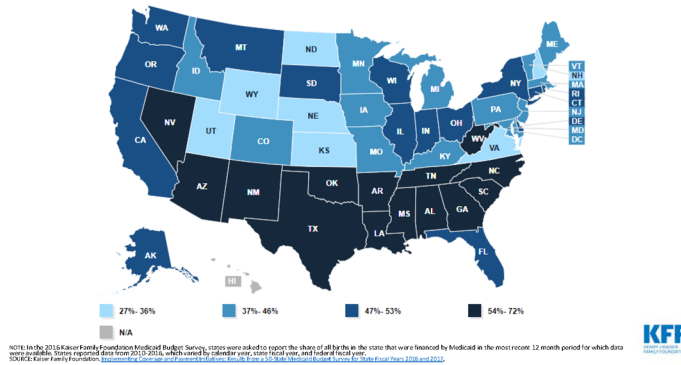 WA
ND
ME
MT
MN
VT
OR
NH
ID
SD
WI
MA
WY
MI
NY
RI
CT
IA
PA
NJ
NE
DE
NV
OH
MD
IL
IN
UT
DC
WV
CO
VA
CA
KS
MO
KY
NC
TN
AZ
OK
NM
AR
SC
MS
AL
GA
TX
LA
AK
FL
HI
27%- 36%
37%- 46%
47%- 53%
54%- 72%
N/A
KFF
HENRY J KAISER
FAMILY FOUNDATION
NOTE: In the 2016 Kaiser Family Foundation Medicaid Budget Survey, states were asked to report the share of all births in the state that were financed by Medicaid in the most recent 12 month period for which data
were available. States reported data from 2010-2016, which varied by calendar year, state fiscal year, and federal fiscal year.
SOURCE: Kaiser Family Foundation. Implementing Coverage and Payment Initiatives: Results from a 50-State Medicaid Budget Survey for State Fiscal Years 2016 and 2017.